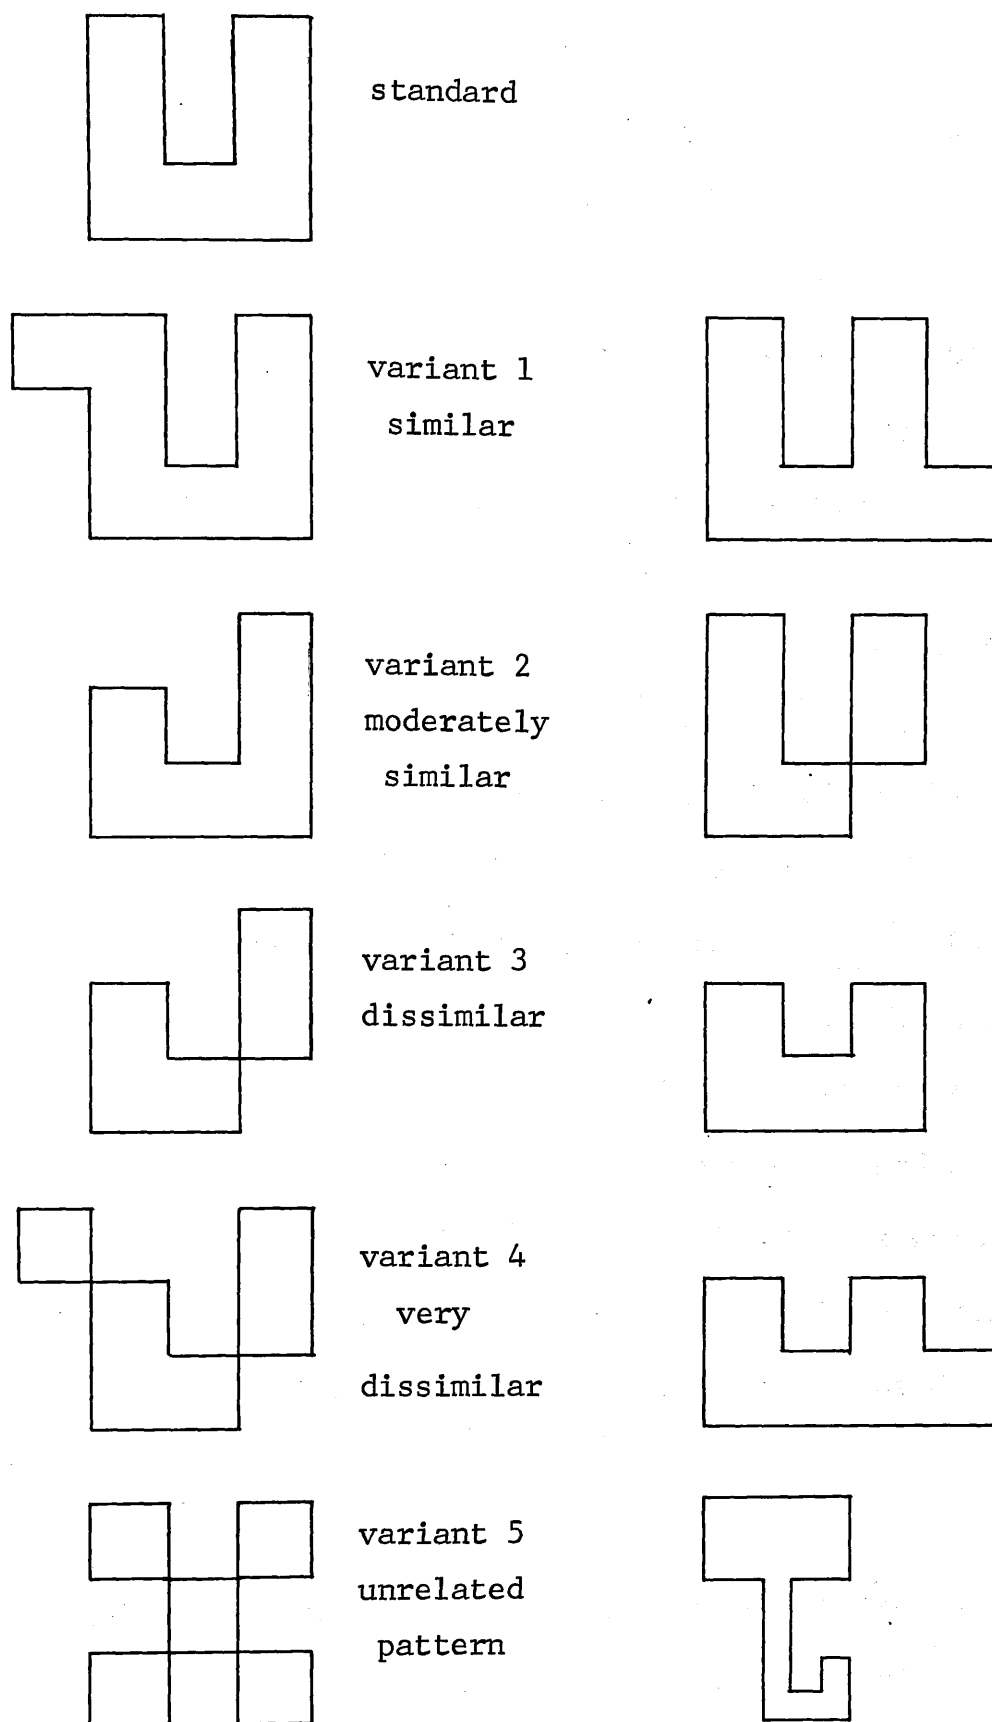 standard
variant 1
similar
variant 2
moderately
similar
variant 3
dissimilar
variant 4
very
dissimilar
variant 5
unrelated
pattern